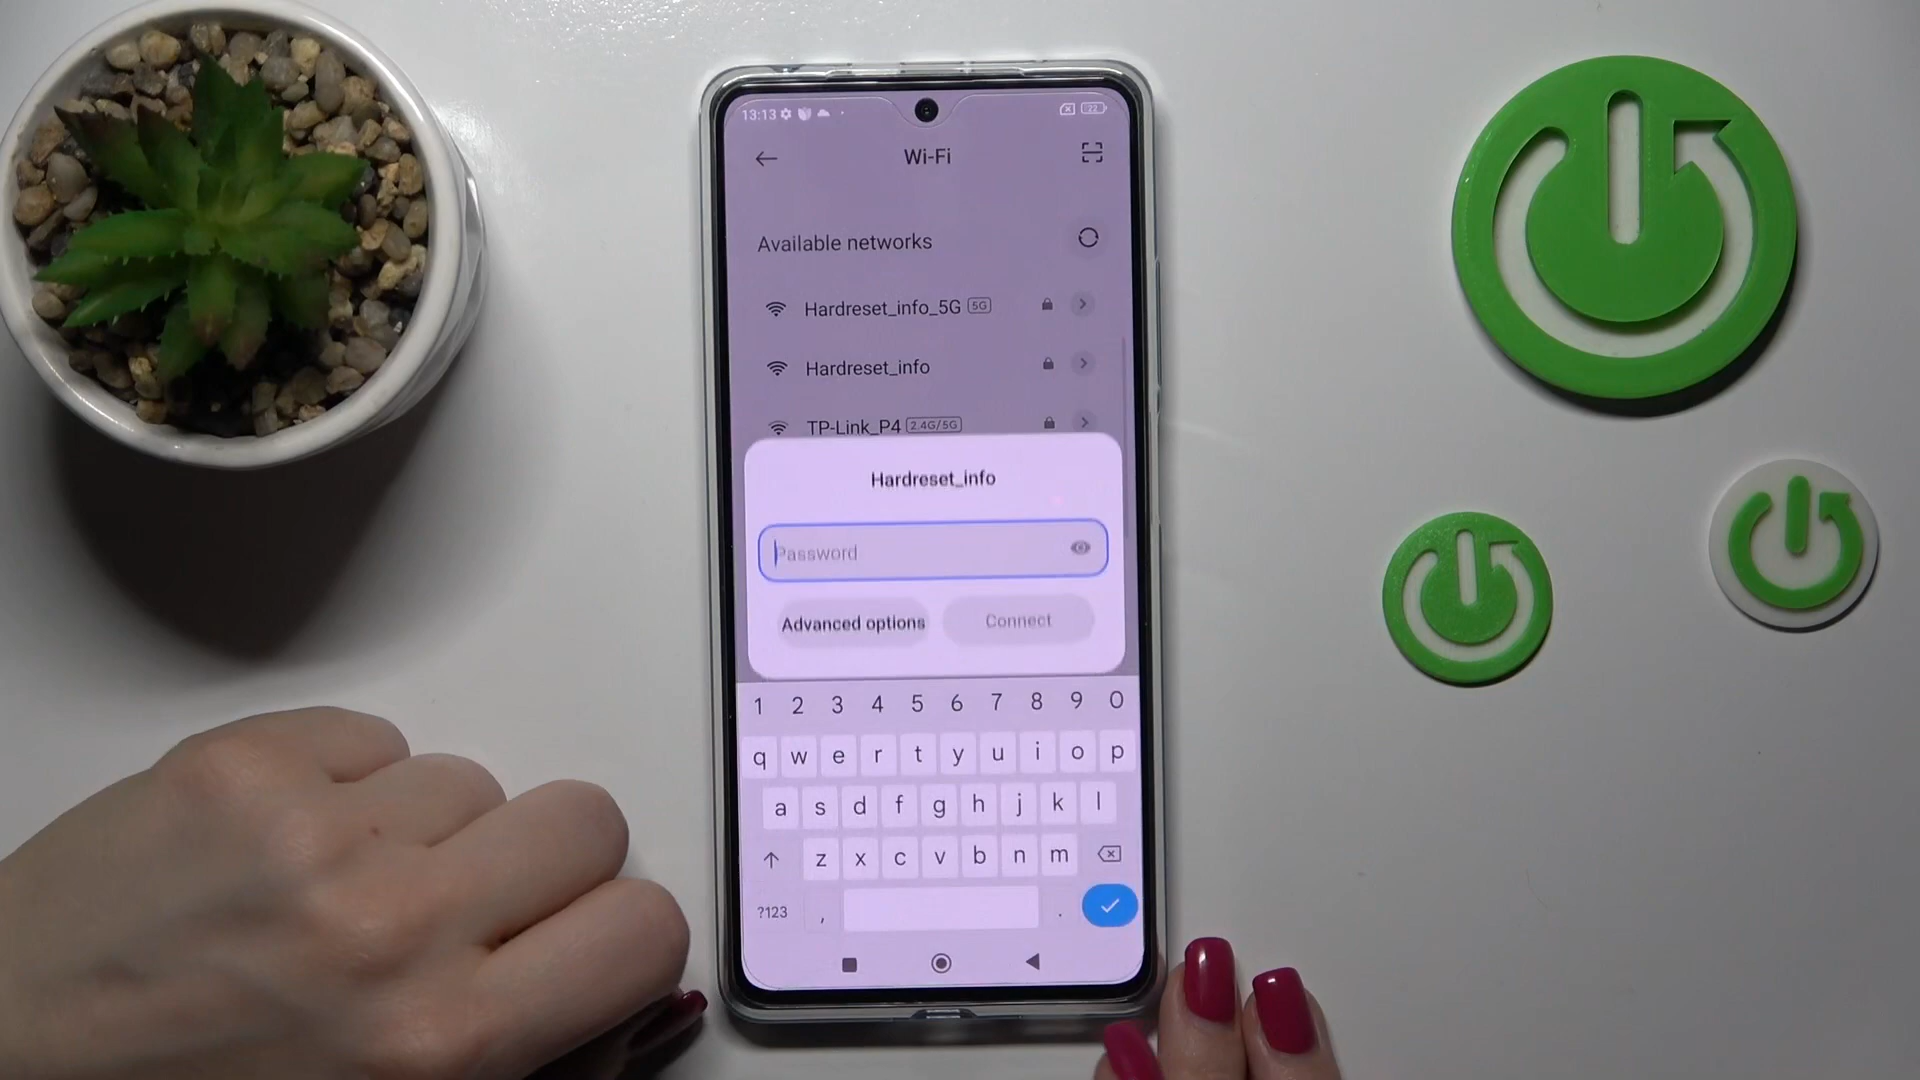 13:13 22
Wi-Fi
Available networks
Hardreset_info_5G 5G
Hardreset_info
TP-Link_P4 2.4G/5G
Hardreset_info
Password
Advanced options Connect
1 2 3 4 5 6 7 8 9 0
q w e r t y u i o p
a s d f g h j k l
z x c v b n m
?123 , .